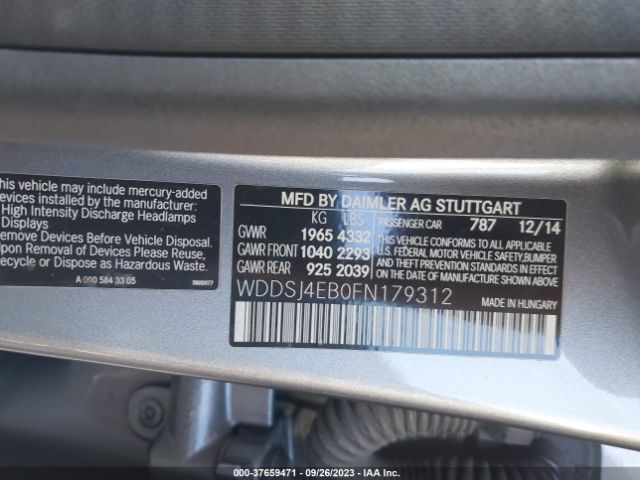 This vehicle may include mercury-added
devices installed by the manufacturer:
High Intensity Discharge Headlamps
Displays
Remove Devices Before Vehicle Disposal.
Upon Removal of Devices Please Reuse,
Recycle or Dispose as Hazardous Waste.
A 000 584 33 05
MFD BY DAIMLER AG STUTTGART
KG LBS PASSENGER CAR 787 12/14
GVWR 1965 4332
GAWR FRONT 1040 2293
GAWR REAR 925 2039
THIS VEHICLE CONFORMS TO ALL APPLICABLE
U.S. FEDERAL MOTOR VEHICLE SAFETY, BUMPER
AND THEFT PREVENTION STANDARDS
IN EFFECT ON THE DATE OF
MANUFACTURE SHOWN ABOVE.
WDDSJ4EB0FN179312 MADE IN HUNGARY
000-37659471 - 09/26/2023 - IAA Inc.